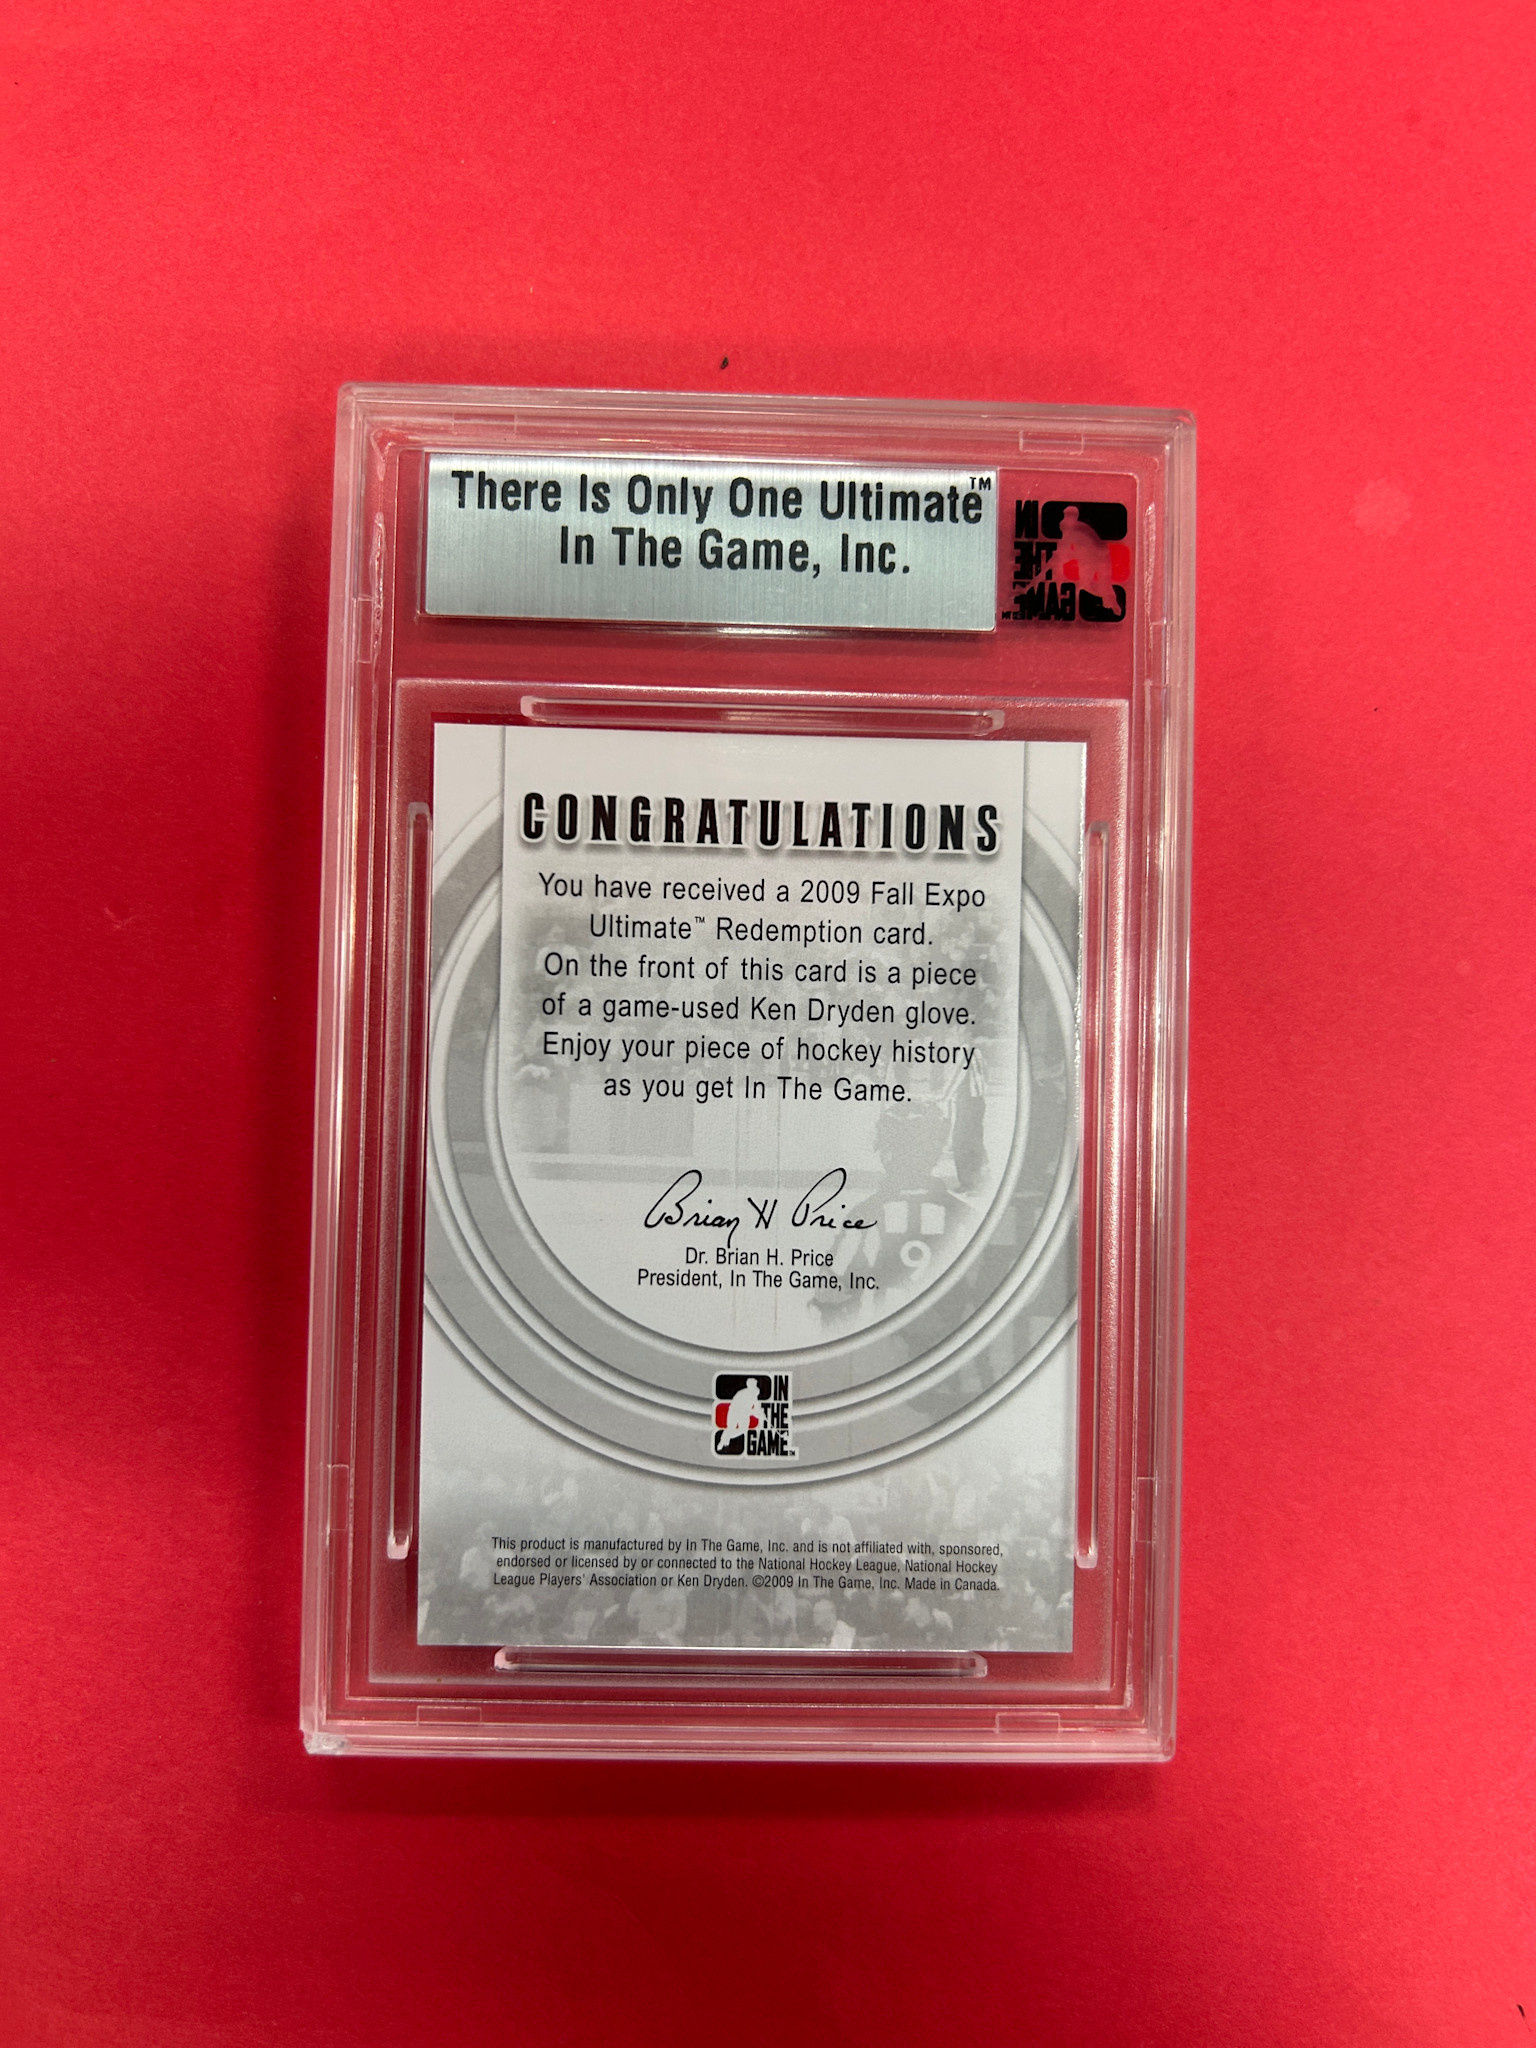 There Is Only One Ultimate™
In The Game, Inc.
IN
THE
GAME
CONGRATULATIONS
You have received a 2009 Fall Expo
Ultimate™ Redemption card.
On the front of this card is a piece
of a game-used Ken Dryden glove.
Enjoy your piece of hockey history
as you get In The Game.
Brian H Price
Dr. Brian H. Price
President, In The Game, Inc.
9
IN
THE
GAME™
This product is manufactured by In The Game, Inc. and is not affiliated with, sponsored,
endorsed or licensed by or connected to the National Hockey League, National Hockey
League Players' Association or Ken Dryden. ©2009 In The Game, Inc. Made in Canada.